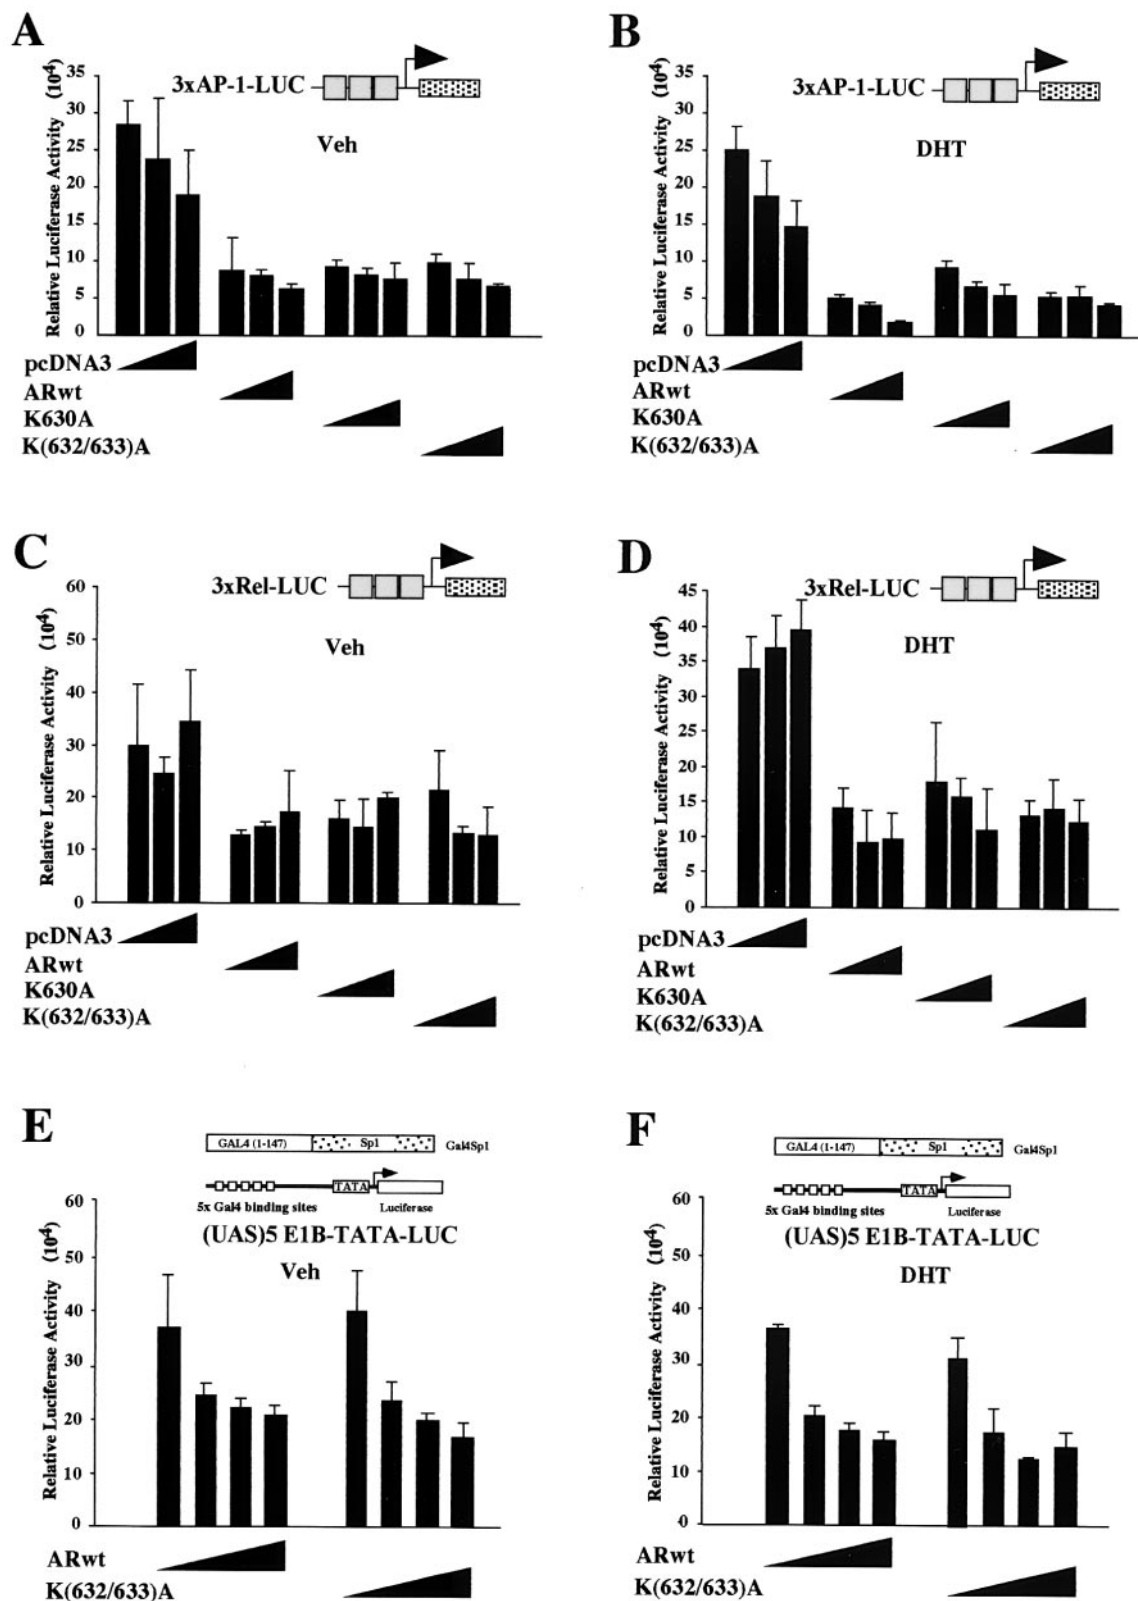 A
3xAP-1-LUC
Veh
Relative Luciferase Activity (10⁴)
35
30
25
20
15
10
5
0
pcDNA3
ARwt
K630A
K(632/633)A
B
3xAP-1-LUC
DHT
Relative Luciferase Activity (10⁴)
35
30
25
20
15
10
5
0
pcDNA3
ARwt
K630A
K(632/633)A
C
3xRel-LUC
Veh
Relative Luciferase Activity (10⁴)
60
50
40
30
20
10
0
pcDNA3
ARwt
K630A
K(632/633)A
D
3xRel-LUC
DHT
Relative Luciferase Activity (10⁴)
45
40
35
30
25
20
15
10
5
0
pcDNA3
ARwt
K630A
K(632/633)A
E
GAL4 (1-147) Sp1 Gal4Sp1
TATA
5x Gal4 binding sites Luciferase
(UAS)5 E1B-TATA-LUC
Veh
Relative Luciferase Activity (10⁴)
60
50
40
30
20
10
0
ARwt
K(632/633)A
F
GAL4 (1-147) Sp1 Gal4Sp1
TATA
5x Gal4 binding sites Luciferase
(UAS)5 E1B-TATA-LUC
DHT
Relative Luciferase Activity (10⁴)
60
50
40
30
20
10
0
ARwt
K(632/633)A